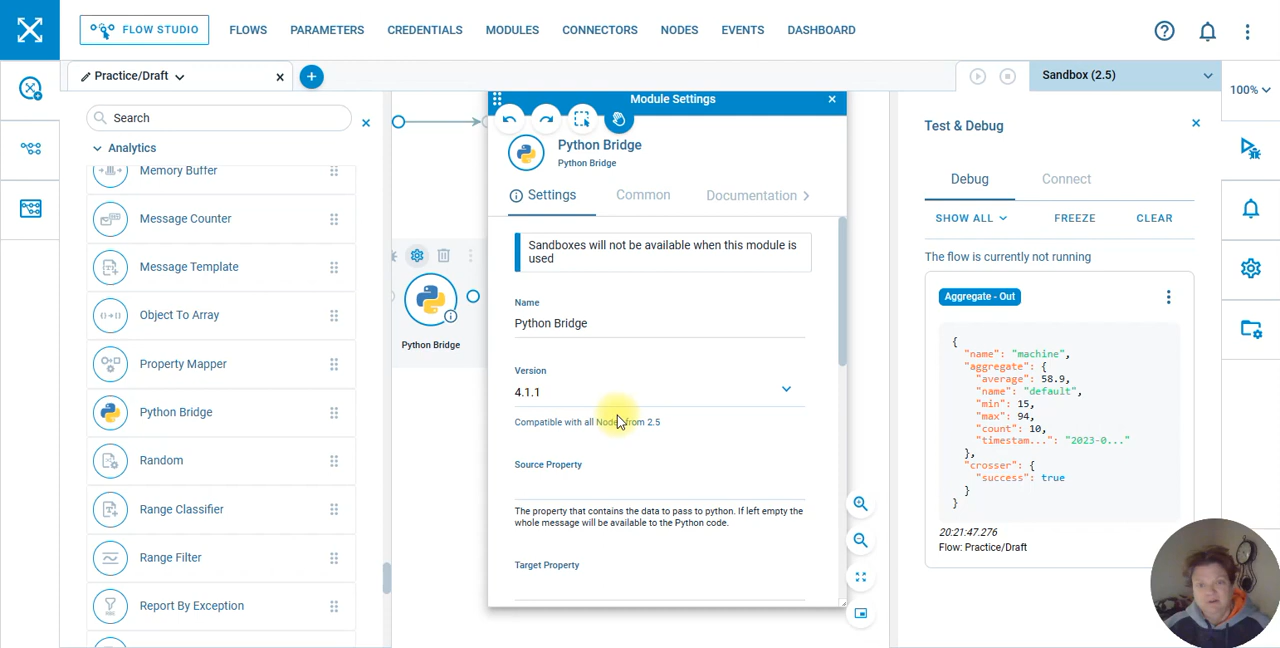 FLOW STUDIO
FLOWS
PARAMETERS
CREDENTIALS
MODULES
CONNECTORS
NODES
EVENTS
DASHBOARD
Practice/Draft
Sandbox (2.5)
100%
Search
Analytics
Memory Buffer
Message Counter
Message Template
Object To Array
Property Mapper
Python Bridge
Random
Range Classifier
Range Filter
Report By Exception
Python Bridge
Module Settings
Python Bridge
Python Bridge
Settings
Common
Documentation
Sandboxes will not be available when this module is
used
Name
Python Bridge
Version
4.1.1
Compatible with all Nodes from 2.5
Source Property
The property that contains the data to pass to python. If left empty the
whole message will be available to the Python code.
Target Property
Test & Debug
Debug
Connect
SHOW ALL
FREEZE
CLEAR
The flow is currently not running
Aggregate - Out
{
"name": "machine",
"aggregate": {
"average": 58.9,
"name": "default",
"min": 15,
"max": 94,
"count": 10,
"timestam...": "2023-0..."
},
"crosser": {
"success": true
}
}
20:21:47.276
Flow: Practice/Draft